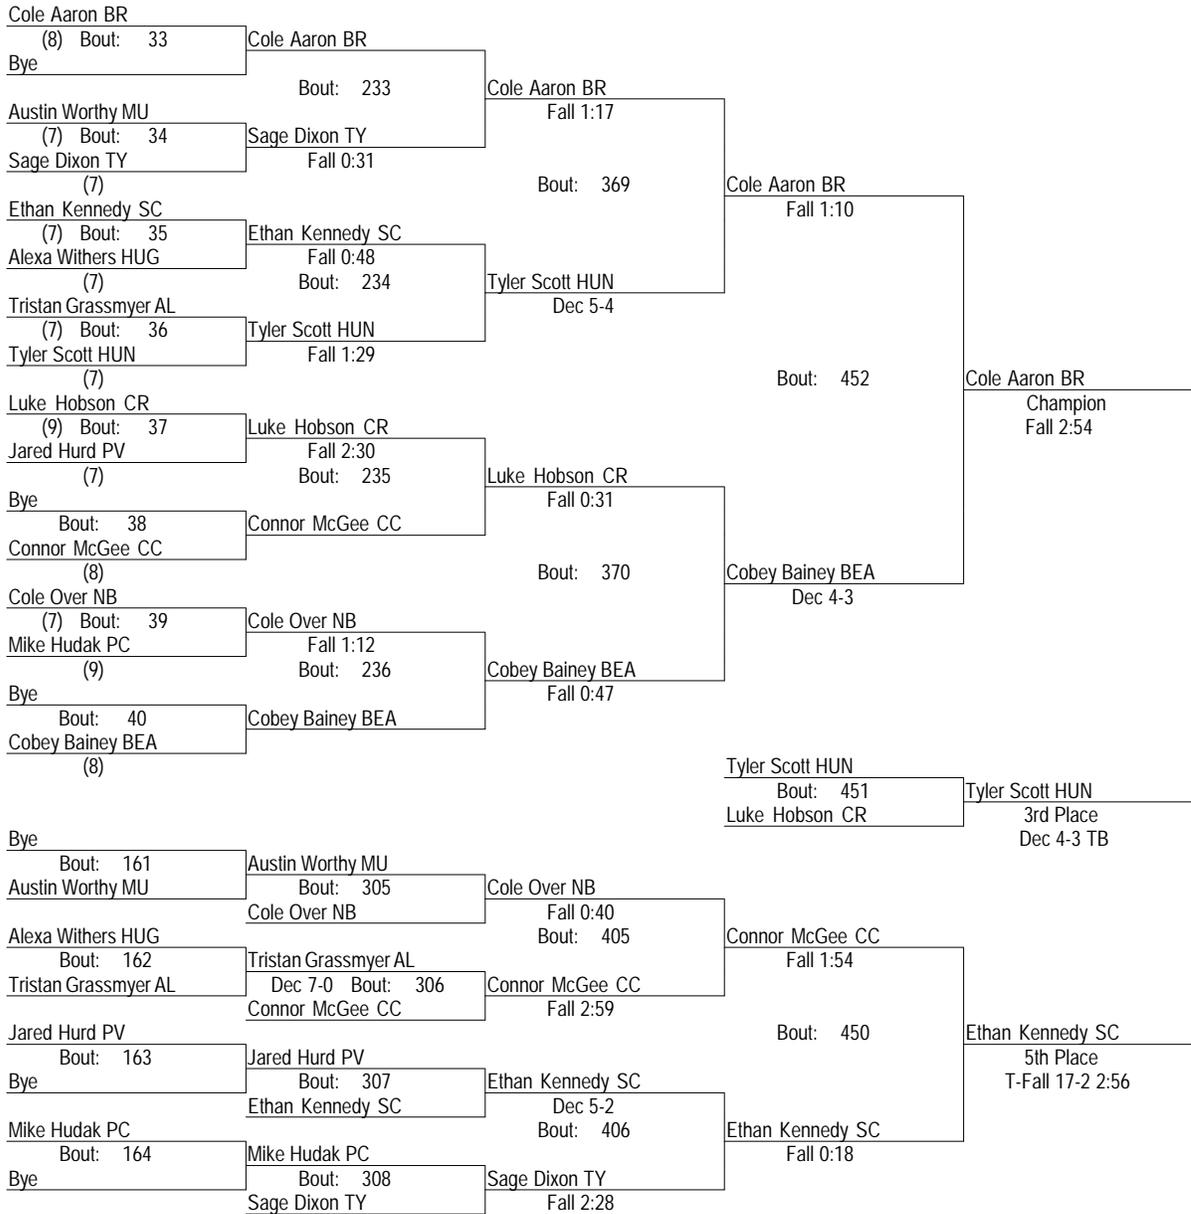 Cole Aaron BR
(8) Bout: 33 Cole Aaron BR
Bye
Bout: 233 Cole Aaron BR
Austin Worthy MU Fall 1:17
(7) Bout: 34 Sage Dixon TY
Sage Dixon TY Fall 0:31
(7) Bout: 369 Cole Aaron BR
Ethan Kennedy SC Fall 1:10
(7) Bout: 35 Ethan Kennedy SC
Alexa Withers HUG Fall 0:48
(7) Bout: 234 Tyler Scott HUN
Tristan Grassmyer AL Dec 5-4
(7) Bout: 36 Tyler Scott HUN
Tyler Scott HUN Fall 1:29
(7) Bout: 452 Cole Aaron BR
Luke Hobson CR Champion
(9) Bout: 37 Luke Hobson CR Fall 2:54
Jared Hurd PV Fall 2:30
(7) Bout: 235 Luke Hobson CR
Bye Fall 0:31
Bout: 38 Connor McGee CC
Connor McGee CC
(8) Bout: 370 Cobey Bainey BEA
Cole Over NB Dec 4-3
(7) Bout: 39 Cole Over NB
Mike Hudak PC Fall 1:12
(9) Bout: 236 Cobey Bainey BEA
Bye Fall 0:47
Bout: 40 Cobey Bainey BEA
Cobey Bainey BEA
(8) Tyler Scott HUN
Bout: 451 Tyler Scott HUN
Luke Hobson CR 3rd Place
Dec 4-3 TB
Bye
Bout: 161 Austin Worthy MU
Austin Worthy MU Bout: 305 Cole Over NB
Cole Over NB Fall 0:40
Alexa Withers HUG Bout: 405 Connor McGee CC
Bout: 162 Tristan Grassmyer AL Fall 1:54
Tristan Grassmyer AL Dec 7-0 Bout: 306 Connor McGee CC
Connor McGee CC Fall 2:59
Jared Hurd PV Bout: 450 Ethan Kennedy SC
Bout: 163 Jared Hurd PV 5th Place
Bye Bout: 307 Ethan Kennedy SC T-Fall 17-2 2:56
Ethan Kennedy SC Dec 5-2
Mike Hudak PC Bout: 406 Ethan Kennedy SC
Bout: 164 Mike Hudak PC Fall 0:18
Bye Bout: 308 Sage Dixon TY
Sage Dixon TY Fall 2:28